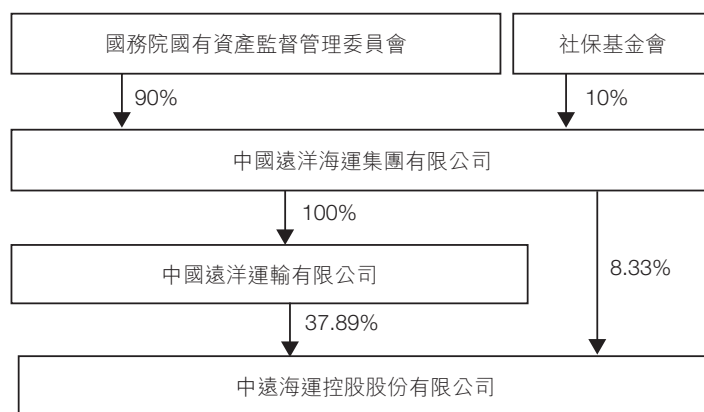 國務院國有資產監督管理委員會
社保基金會
90%
10%
中國遠洋海運集團有限公司
100%
8.33%
中國遠洋運輸有限公司
37.89%
中遠海運控股股份有限公司